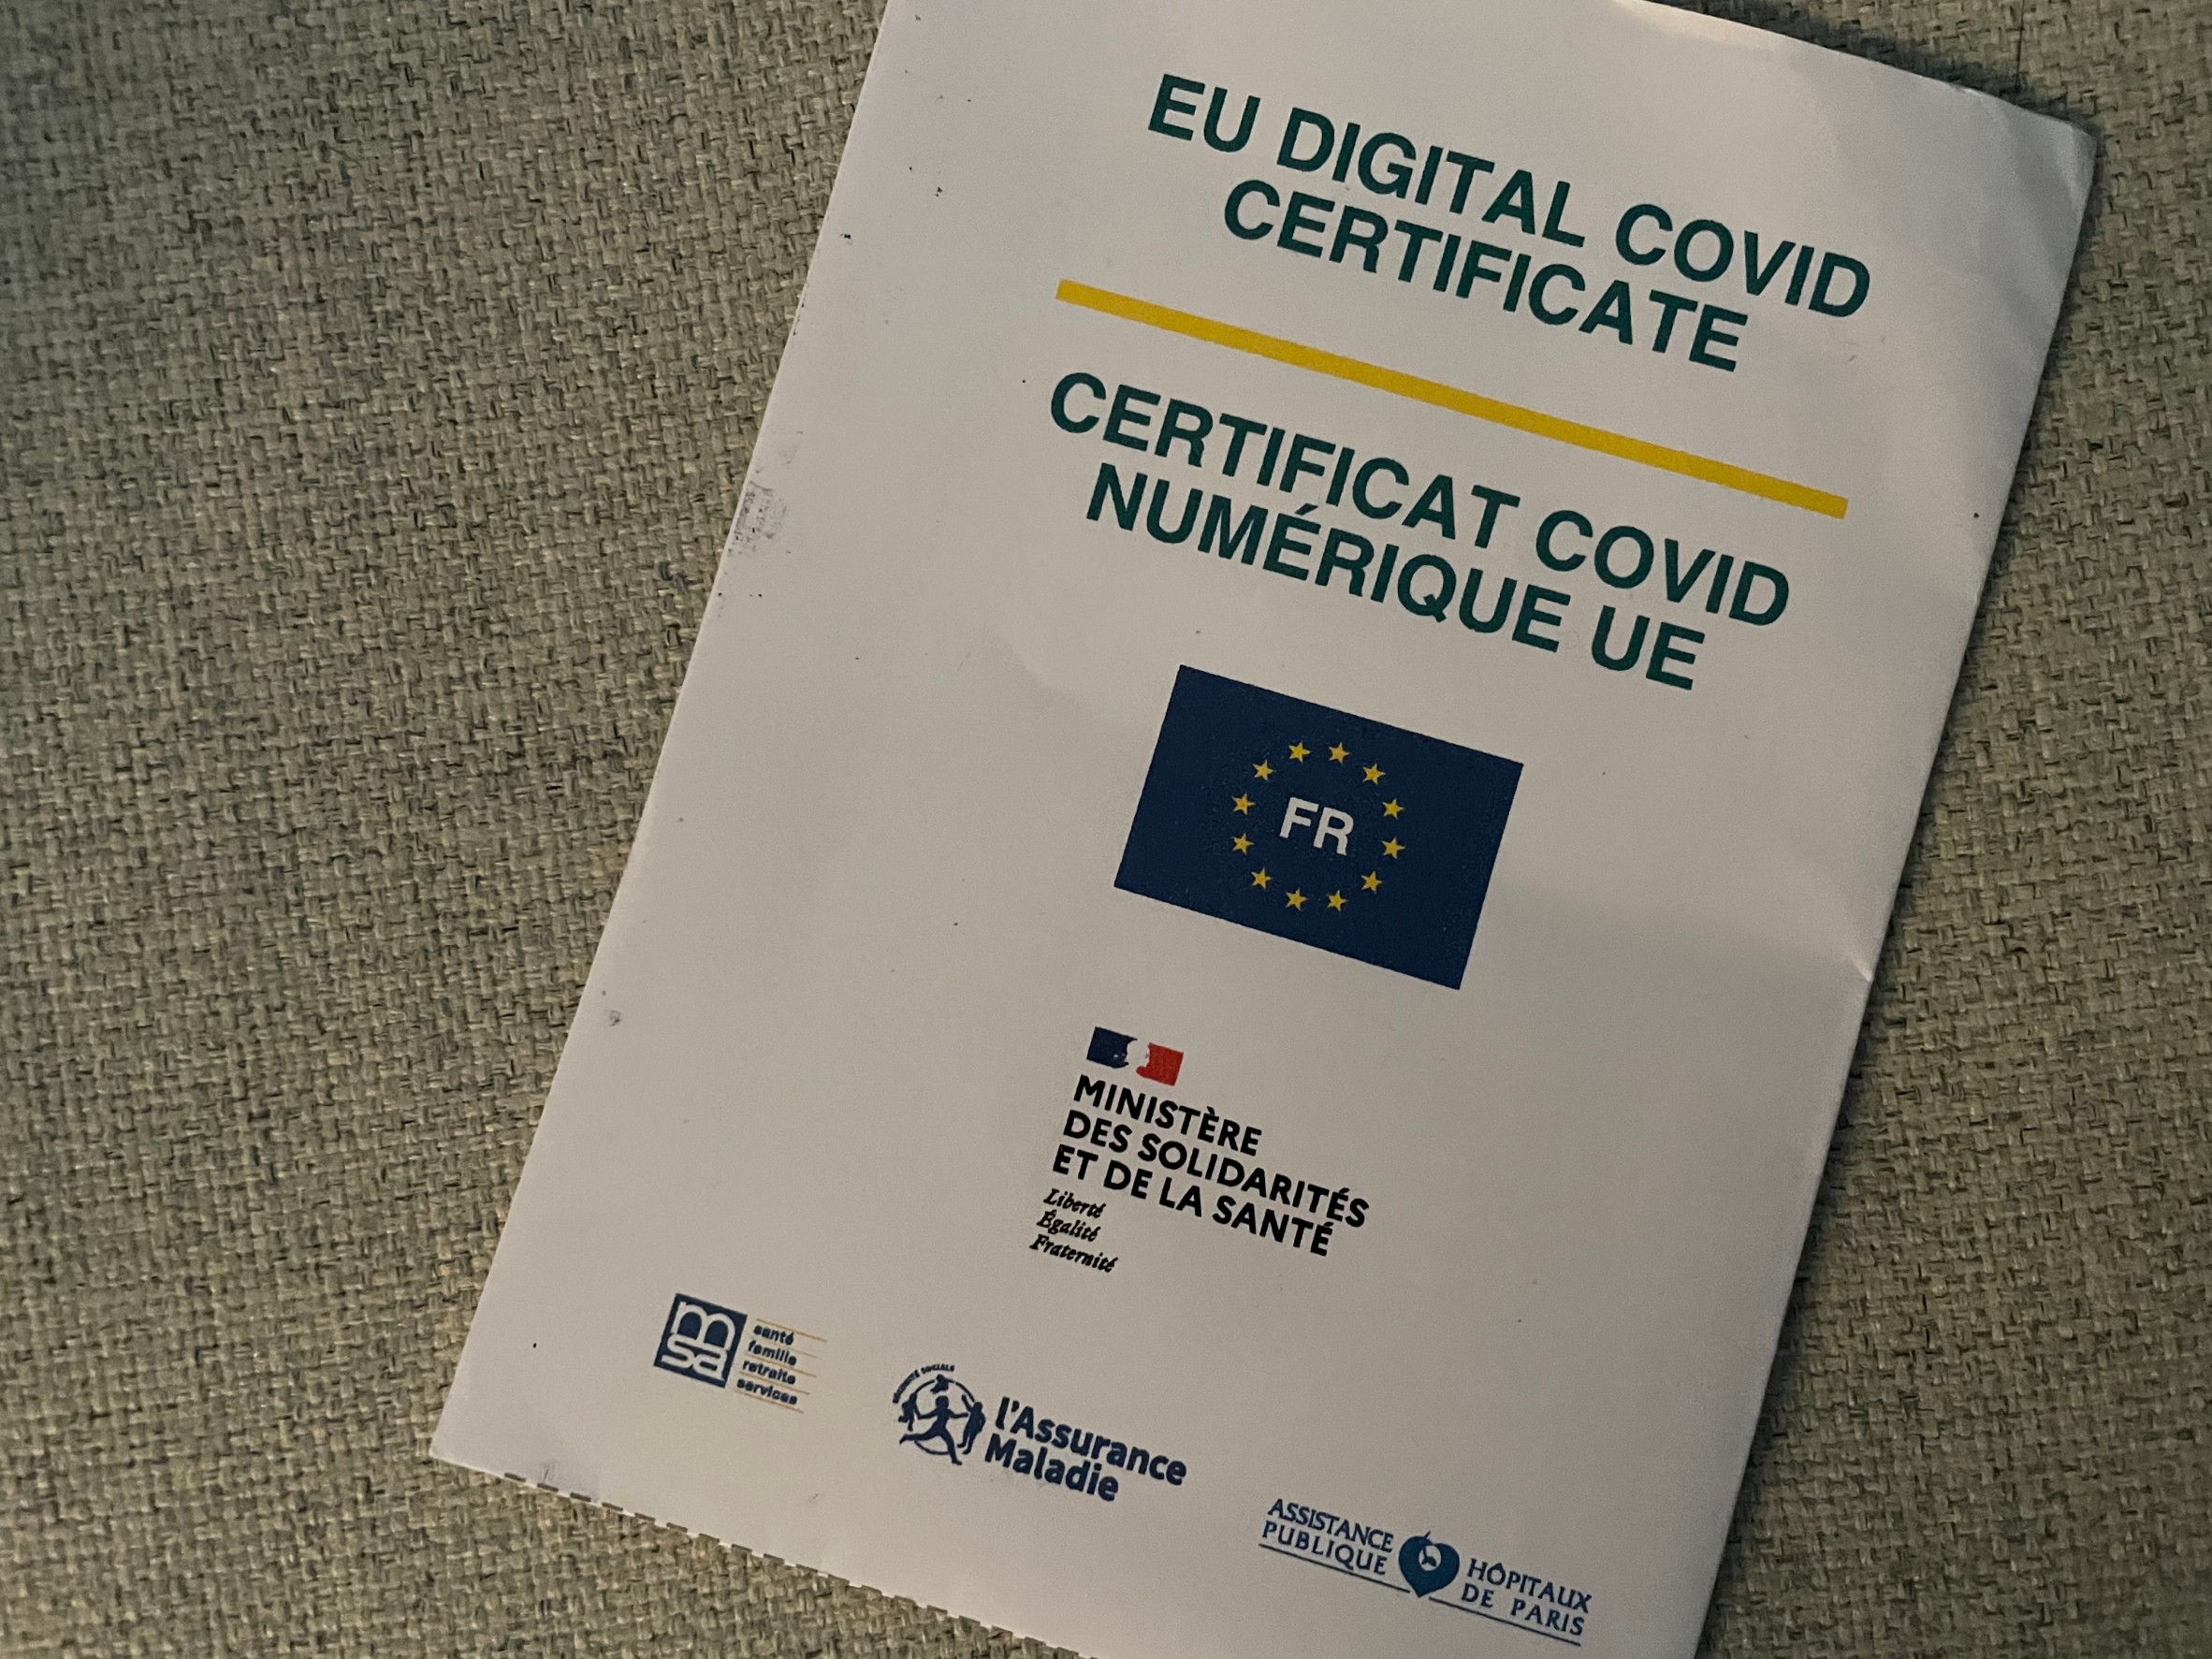 EU DIGITAL COVID
CERTIFICATE
CERTIFICAT COVID
NUMÉRIQUE UE
FR
MINISTÈRE
DES SOLIDARITÉS
ET DE LA SANTÉ
Liberté
Égalité
Fraternité
msa
santé
famille
retraite
services
l'Assurance
Maladie
ASSISTANCE
PUBLIQUE
HÔPITAUX
DE PARIS